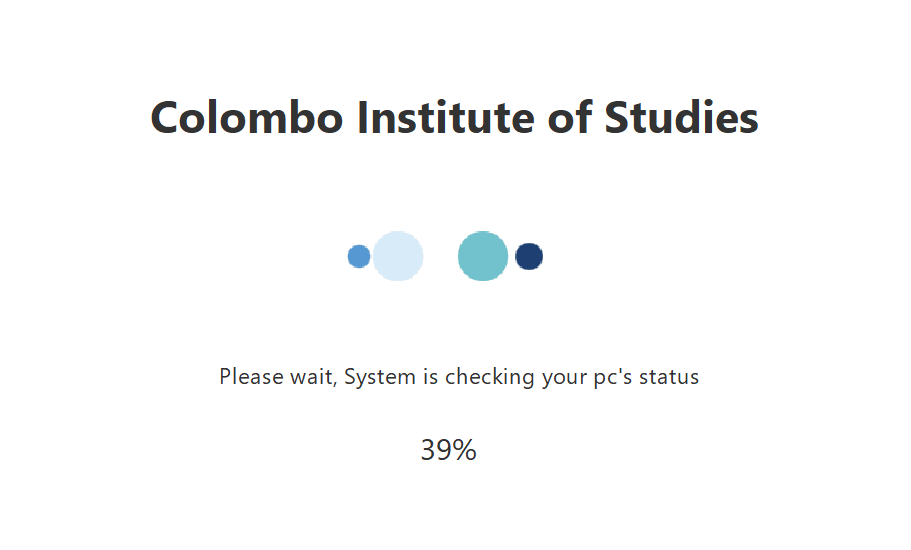 Colombo Institute of Studies
Please wait, System is checking your pc's status
39%